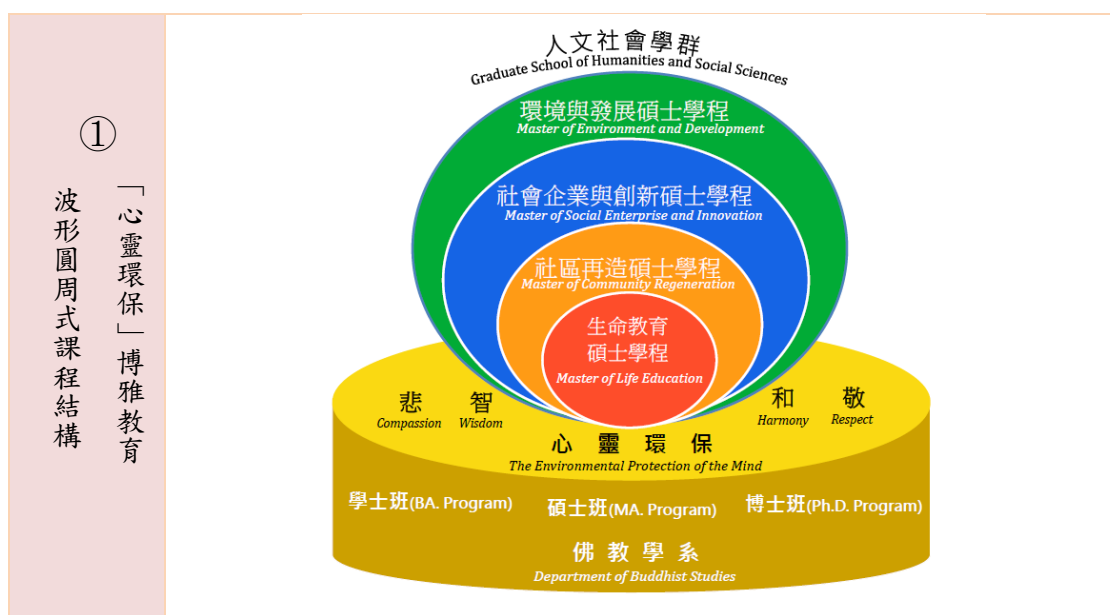 ①
「心靈環保」博雅教育
波形圓周式課程結構
人文社會學群
Graduate School of Humanities and Social Sciences
環境與發展碩士學程
Master of Environment and Development
社會企業與創新碩士學程
Master of Social Enterprise and Innovation
社區再造碩士學程
Master of Community Regeneration
生命教育
碩士學程
Master of Life Education
悲 智 和 敬
Compassion Wisdom Harmony Respect
心靈環保
The Environmental Protection of the Mind
學士班(BA. Program) 碩士班(MA. Program) 博士班(Ph.D. Program)
佛教學系
Department of Buddhist Studies